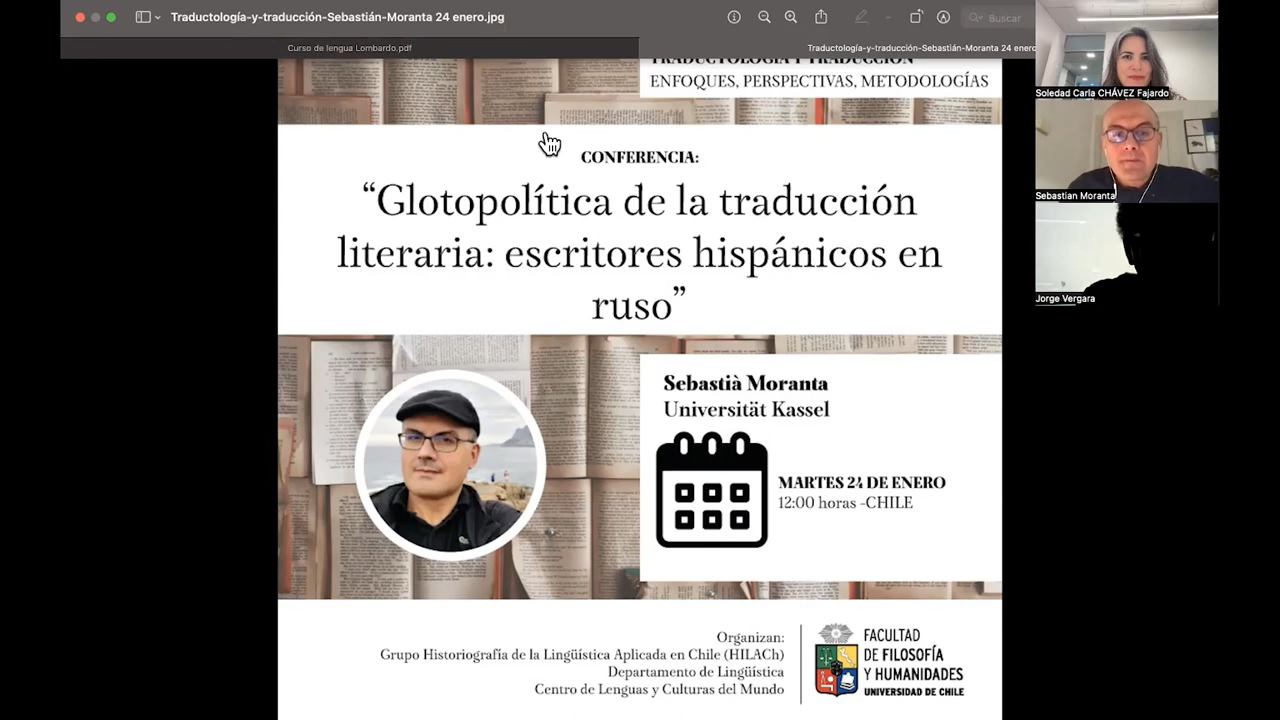 Traductología-y-traducción-Sebastián-Moranta 24 enero.jpg
Buscar
Curso de lengua Lombardo.pdf
Traductología-y-traducción-Sebastián-Moranta 24 enero
TRADUCTOLOGÍA Y TRADUCCIÓN
ENFOQUES, PERSPECTIVAS, METODOLOGÍAS
CONFERENCIA:
“Glotopolítica de la traducción
literaria: escritores hispánicos en
ruso”
Sebastià Moranta
Universität Kassel
MARTES 24 DE ENERO
12:00 horas -CHILE
Organizan:
Grupo Historiografía de la Lingüística Aplicada en Chile (HILACh)
Departamento de Lingüística
Centro de Lenguas y Culturas del Mundo
FACULTAD
DE FILOSOFÍA
Y HUMANIDADES
UNIVERSIDAD DE CHILE
Soledad Carla CHÁVEZ Fajardo
Sebastian Moranta
Jorge Vergara